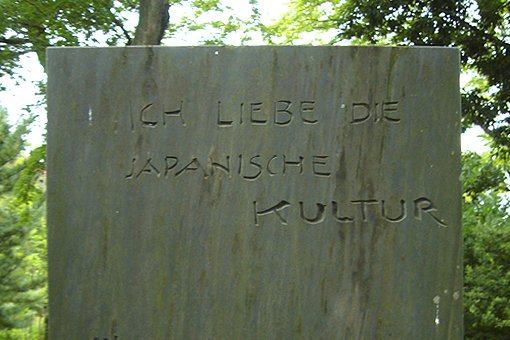 ICH LIEBE DIE
JAPANISCHE
KULTUR